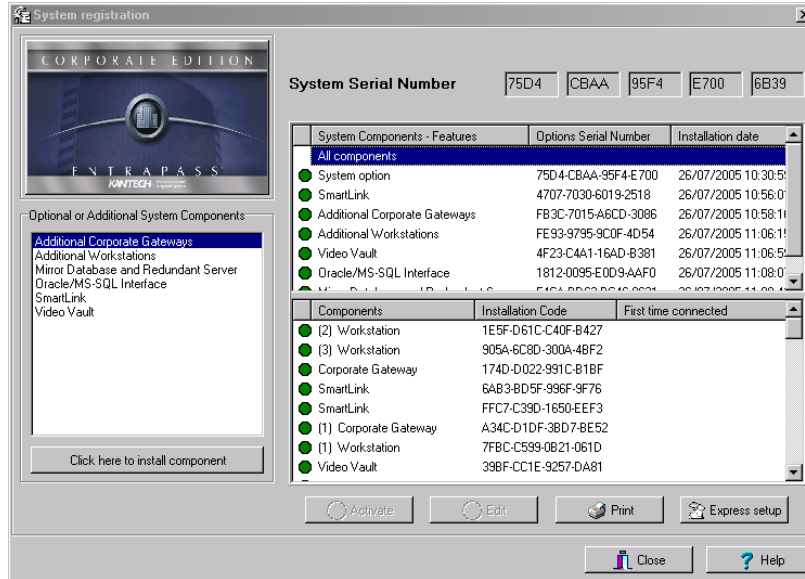 System registration
CORPORATE EDITION
ENTRAPASS
KANTECH
System Serial Number 75D4 CBAA 95F4 E700 6B39
Optional or Additional System Components
Additional Corporate Gateways
Additional Workstations
Mirror Database and Redundant Server
Oracle/MS-SQL Interface
SmartLink
Video Vault
Click here to install component
System Components - Features Options Serial Number Installation date
All components
System option 75D4-CBAA-95F4-E700 26/07/2005 10:30:5
SmartLink 4707-7030-6019-2518 26/07/2005 10:56:0
Additional Corporate Gateways FB3C-7015-A6CD-3086 26/07/2005 10:58:1
Additional Workstations FE93-9795-9C0F-4D54 26/07/2005 11:06:1
Video Vault 4F23-C4A1-16AD-B381 26/07/2005 11:06:5
Oracle/MS-SQL Interface 1812-0095-E0D9-AAF0 26/07/2005 11:08:0
Components Installation Code First time connected
(2) Workstation 1E5F-D61C-C40F-B427
(3) Workstation 905A-6C8D-300A-4BF2
Corporate Gateway 174D-D022-991C-B1BF
SmartLink 6AB3-BD5F-996F-9F76
SmartLink FFC7-C39D-1650-EEF3
(1) Corporate Gateway A34C-D1DF-3BD7-BE52
(1) Workstation 7FBC-C599-0B21-061D
Video Vault 39BF-CC1E-9257-DA81
Activate Edit Print Express setup
Close Help